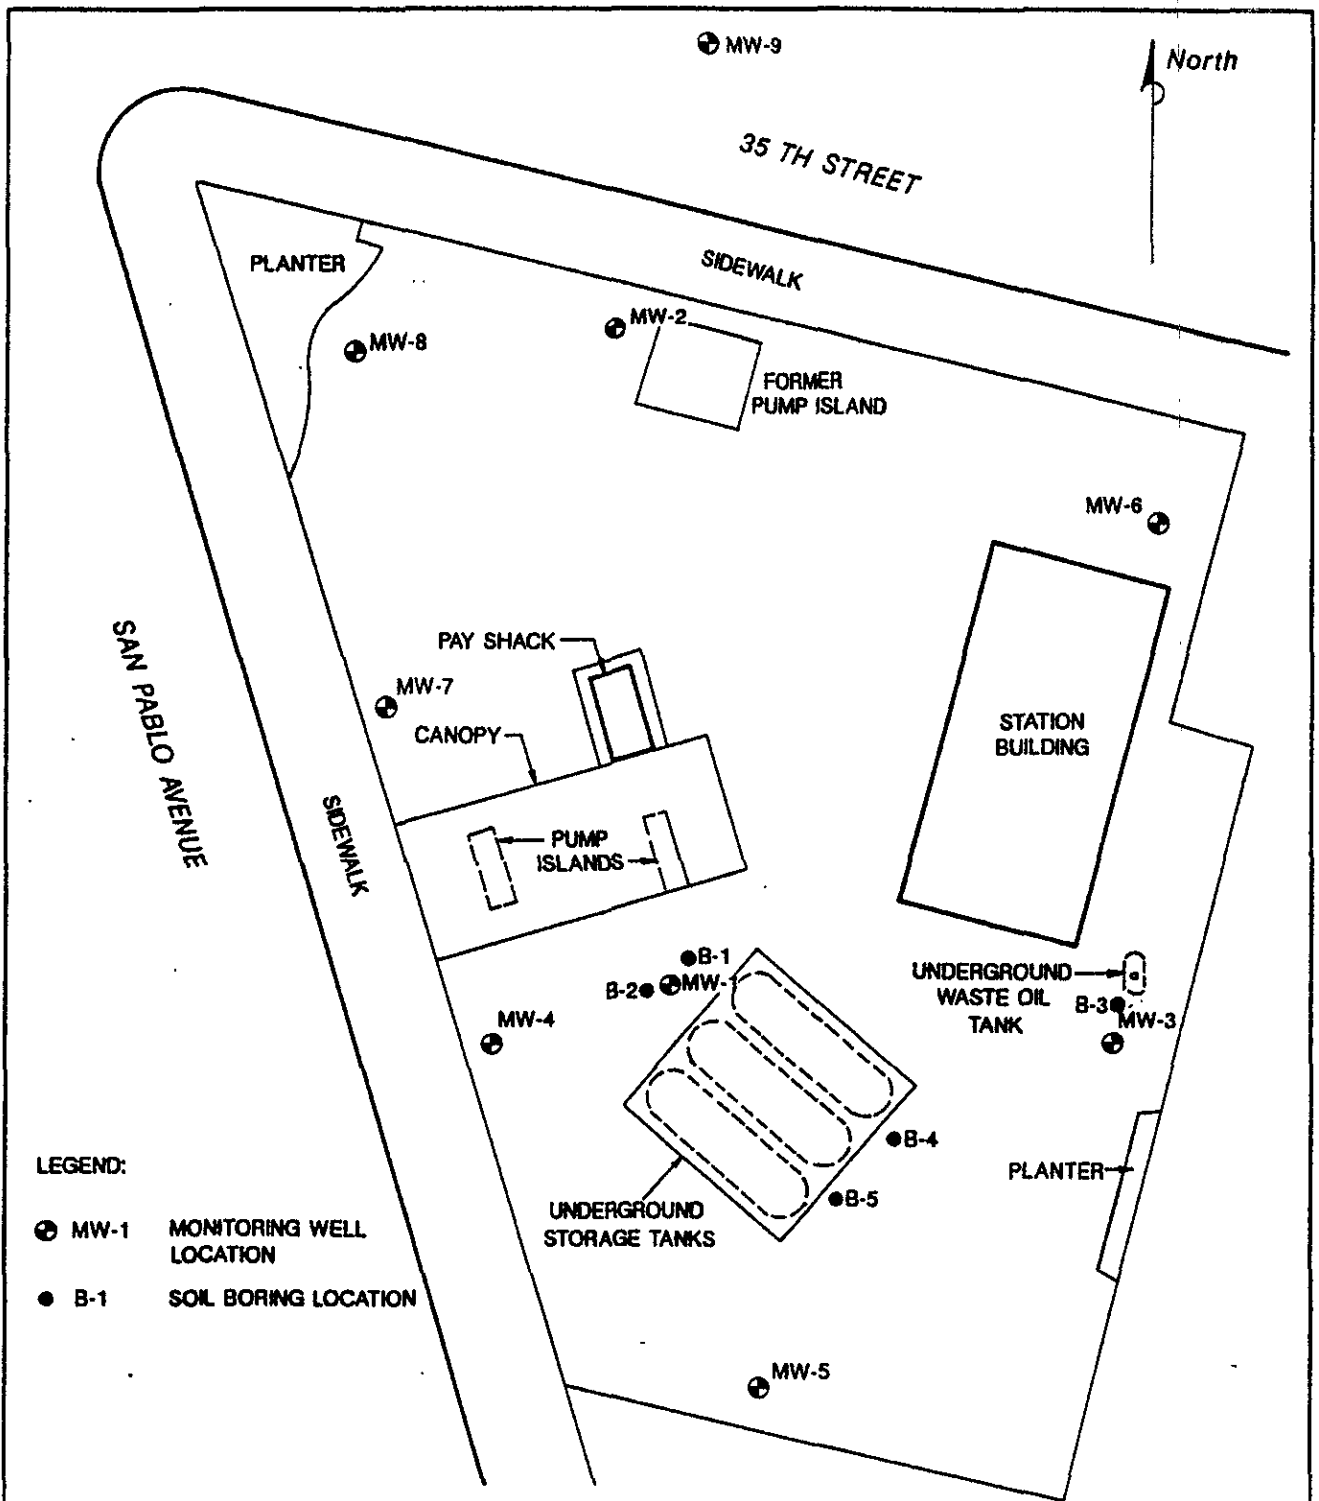 MW-9
North
35 TH STREET
SIDEWALK
PLANTER
MW-2
MW-8
FORMER
PUMP ISLAND
MW-6
SAN PABLO AVENUE
PAY SHACK
MW-7
CANOPY
STATION
BUILDING
SIDEWALK
PUMP
ISLANDS
B-1
MW-1
B-2
UNDERGROUND
WASTE OIL
TANK
B-3
MW-3
MW-4
B-4
PLANTER
B-5
UNDERGROUND
STORAGE TANKS
LEGEND:
MW-1 MONITORING WELL
LOCATION
B-1 SOIL BORING LOCATION
MW-5